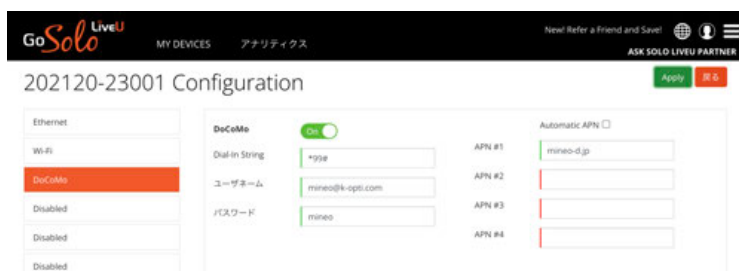 GoSolo LiveU
MY DEVICES アナリティクス
New! Refer a Friend and Save!
ASK SOLO LIVEU PARTNER
202120-23001 Configuration
Apply 戻る
Ethernet
Wi-Fi
DoCoMo
Disabled
Disabled
Disabled
DoCoMo On
Dial-In String *99#
ユーザネーム mineo@k-opti.com
パスワード mineo
Automatic APN
APN #1 mineo-d.jp
APN #2
APN #3
APN #4